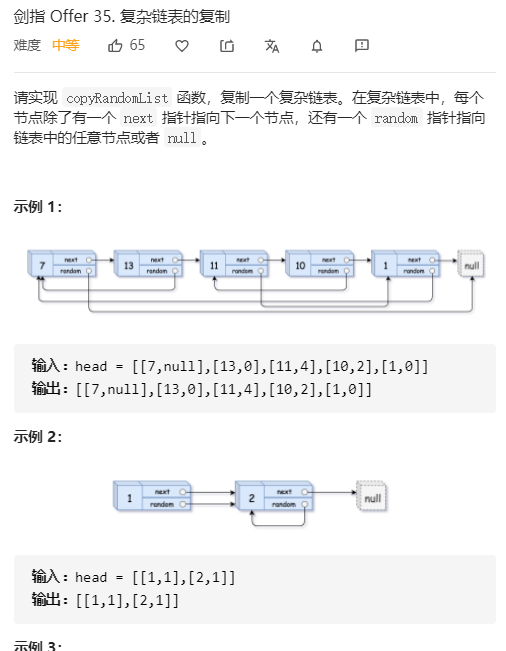 剑指 Offer 35. 复杂链表的复制
难度 中等 65
请实现 copyRandomList 函数，复制一个复杂链表。在复杂链表中，每个
节点除了有一个 next 指针指向下一个节点，还有一个 random 指针指向
链表中的任意节点或者 null。
示例 1：
7 next random 13 next random 11 next random 10 next random 1 next random null
输入：head = [[7,null],[13,0],[11,4],[10,2],[1,0]]
输出：[[7,null],[13,0],[11,4],[10,2],[1,0]]
示例 2：
1 next random 2 next random null
输入：head = [[1,1],[2,1]]
输出：[[1,1],[2,1]]
示例 3：